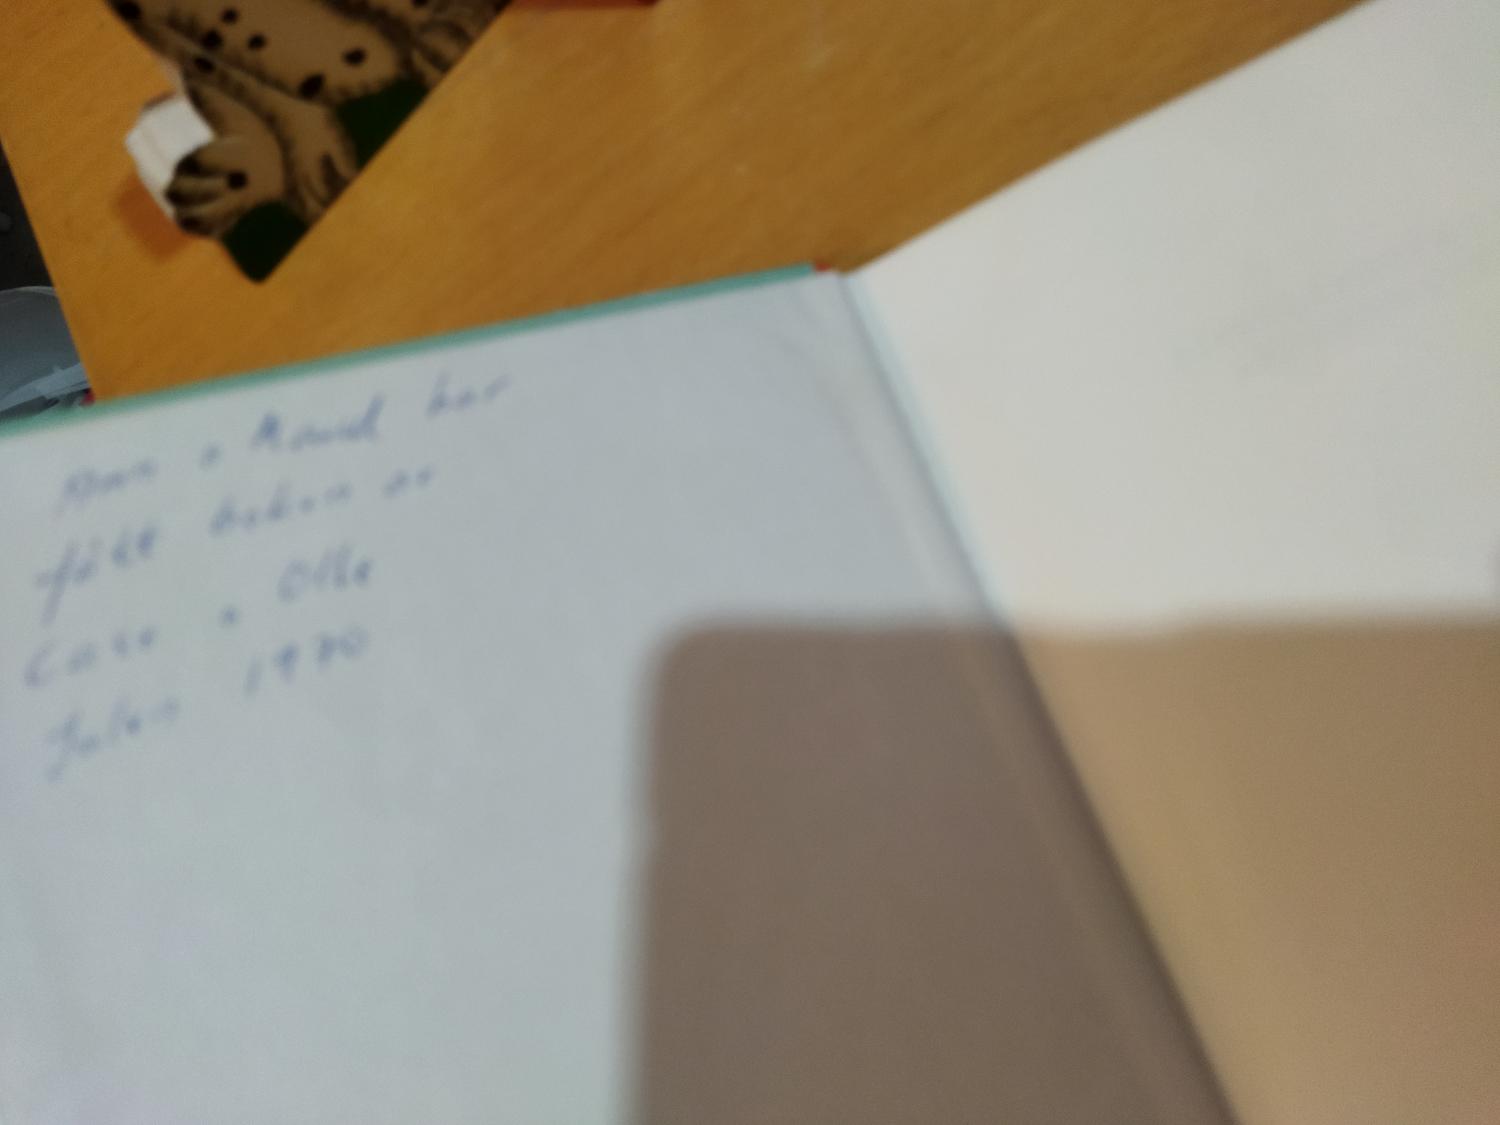 o Maud har
fått boken av
o Olle
Julen 1970